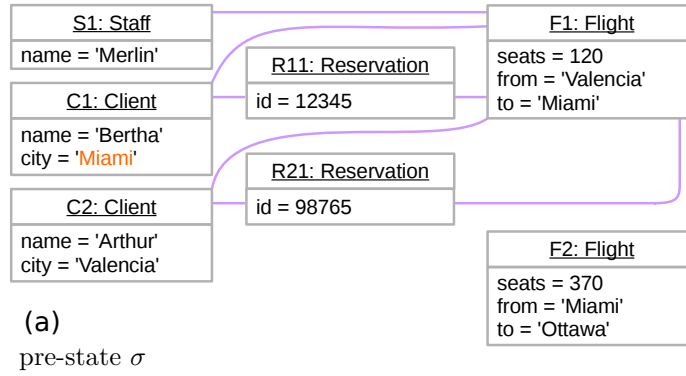 S1: Staff
name = 'Merlin'
C1: Client
name = 'Bertha'
city = 'Miami'
C2: Client
name = 'Arthur'
city = 'Valencia'
R11: Reservation
id = 12345
R21: Reservation
id = 98765
F1: Flight
seats = 120
from = 'Valencia'
to = 'Miami'
F2: Flight
seats = 370
from = 'Miami'
to = 'Ottawa'
(a)
pre-state σ